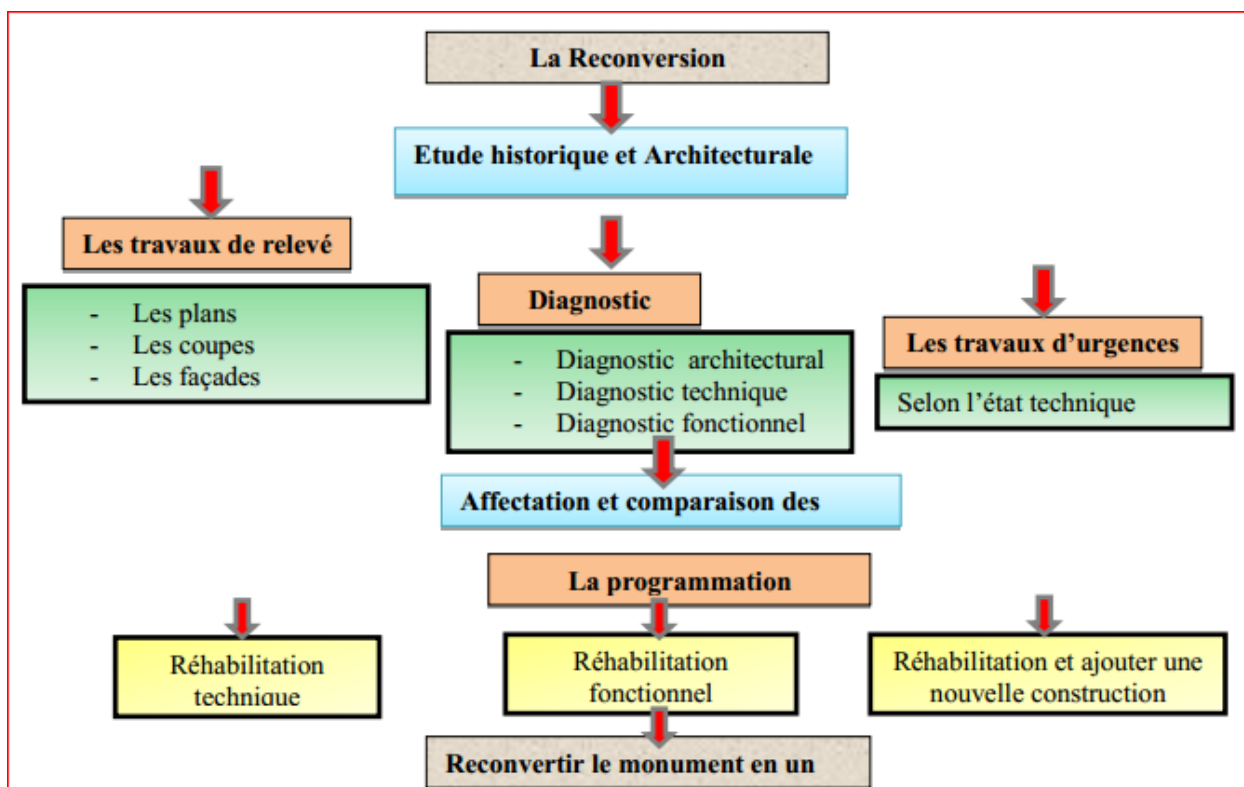 La Reconversion
Etude historique et Architecturale
Les travaux de relevé
- Les plans
- Les coupes
- Les façades
Diagnostic
- Diagnostic architectural
- Diagnostic technique
- Diagnostic fonctionnel
Les travaux d’urgences
Selon l’état technique
Affectation et comparaison des
La programmation
Réhabilitation
technique
Réhabilitation
fonctionnel
Réhabilitation et ajouter une
nouvelle construction
Reconvertir le monument en un